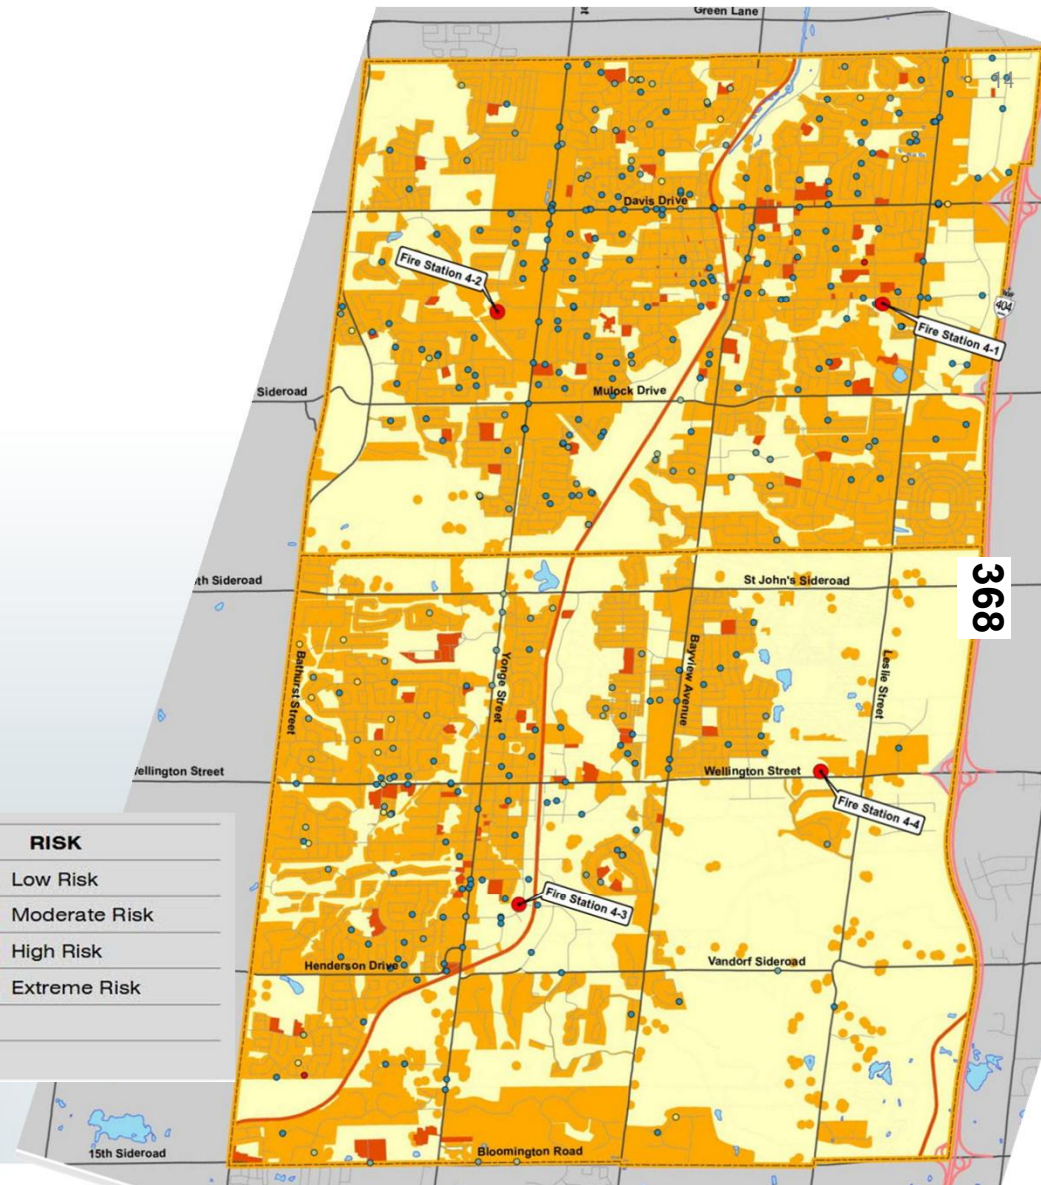 Green Lane
14
Davis Drive
Fire Station 4-2
404
Fire Station 4-1
Sideroad
Mulock Drive
th Sideroad
St John's Sideroad
368
Bathurst Street
Yonge Street
Bayview Avenue
Leslie Street
ellington Street
Wellington Street
Fire Station 4-4
RISK
Low Risk
Moderate Risk
High Risk
Extreme Risk
Fire Station 4-3
Henderson Drive
Vandorf Sideroad
15th Sideroad
Bloomington Road